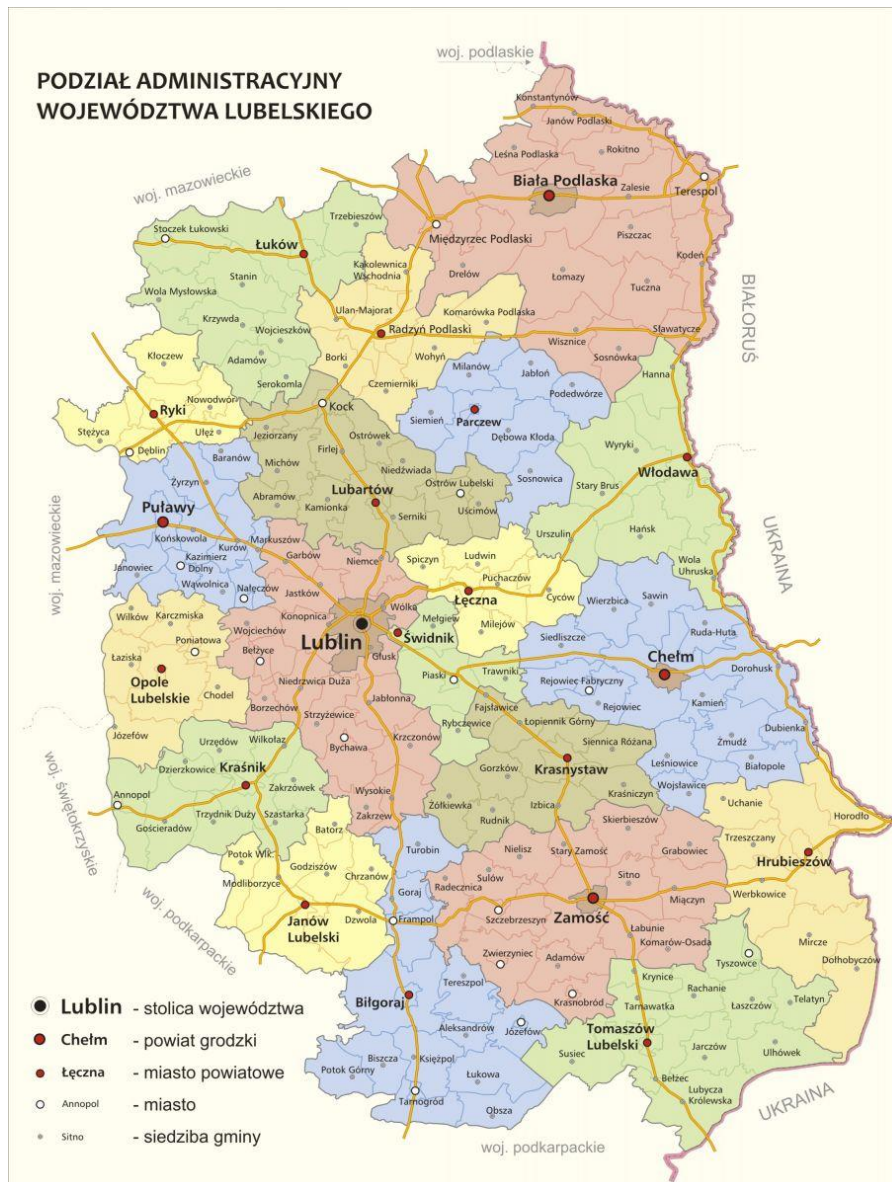 woj. podlaskie
PODZIAŁ ADMINISTRACYJNY
WOJEWÓDZTWA LUBELSKIEGO
Konstantynów
Janów Podlaski
Leśna Podlaska
Rokitno
woj. mazowieckie
Biała Podlaska
Zalesie
Terespol
Trzebieszów
Stoczek Łukowski
Łuków
Międzyrzec Podlaski
Piszczac
Kąkolewnica
Wschodnia
Drelów
Łomazy
Kodeń
Stanin
Tuczna
Wola Mysłowska
BIAŁORUŚ
Ulan-Majorat
Komarówka Podlaska
Krzywda
Wojcieszków
Radzyń Podlaski
Wisznice
Sławatycze
Kłoczew
Adamów
Borki
Wohyń
Sosnówka
Serokomla
Czemierniki
Milanów
Jabłoń
Hanna
Podedwórze
Nowodwór
Ryki
Kock
Siemień
Parczew
Stężyca
Ułęż
Jeziorzany
Ostrówek
Dębowa Kłoda
Wyryki
Dęblin
Baranów
Firlej
Michów
Niedźwiada
Sosnowica
Włodawa
Żyrzyn
Ostrów Lubelski
Stary Brus
Abramów
Lubartów
Kamionka
Uścimów
Puławy
Serniki
Hańsk
Urszulin
Końskowola
Markuszów
Kurów
woj. mazowieckie
UKRAINA
Garbów
Niemce
Spiczyn
Ludwin
Wola
Uhruska
Janowiec
Kazimierz
Dolny
Wąwolnica
Nałęczów
Jastków
Puchaczów
Łęczna
Cyców
Wierzbica
Sawin
Wilków
Karczmiska
Konopnica
Wólka
Mełgiew
Milejów
Ruda-Huta
Poniatowa
Wojciechów
Lublin
Świdnik
Siedliszcze
Łaziska
Bełżyce
Głusk
Trawniki
Chełm
Dorohusk
Opole
Lubelskie
Chodel
Niedrzwica Duża
Piaski
Rejowiec Fabryczny
Kamień
Borzechów
Jabłonna
Fajsławice
Rejowiec
Strzyżewice
Rybczewice
Łopiennik Górny
Dubienka
Józefów
Urzędów
Wilkołaz
Bychawa
Krzczonów
Siennica Różana
Żmudź
Leśniowice
Białopole
Dzierzkowice
Kraśnik
Gorzków
Krasnystaw
Wojsławice
Annopol
Zakrzówek
Wysokie
Żółkiewka
Izbica
Kraśniczyn
Uchanie
Gościeradów
Trzydnik Duży
Szastarka
Zakrzew
Rudnik
Skierbieszów
Horodło
woj. świętokrzyskie
Batorz
Turobin
Nielisz
Stary Zamość
Grabowiec
Trzeszczany
Potok Wlk.
Godziszów
Hrubieszów
Modliborzyce
Chrzanów
Goraj
Radecznica
Sułów
Sitno
Miączyn
Werbkowice
woj. podkarpackie
Janów
Lubelski
Dzwola
Frampol
Szczebrzeszyn
Zamość
Łabunie
Komarów-Osada
Mircze
Zwierzyniec
Adamów
Tyszowce
Dołhobyczów
Krynice
Tereszpol
Krasnobród
Rachanie
Telatyn
Biłgoraj
Tarnawatka
Łaszczów
Aleksandrów
Józefów
Tomaszów
Lubelski
Biszcza
Księżpol
Susiec
Jarczów
Ulhówek
Potok Górny
Łukowa
Bełżec
Lubycza
Królewska
Tarnogród
Obsza
UKRAINA
woj. podkarpackie
Lublin - stolica województwa
Chełm - powiat grodzki
Łęczna - miasto powiatowe
Annopol - miasto
Sitno - siedziba gminy